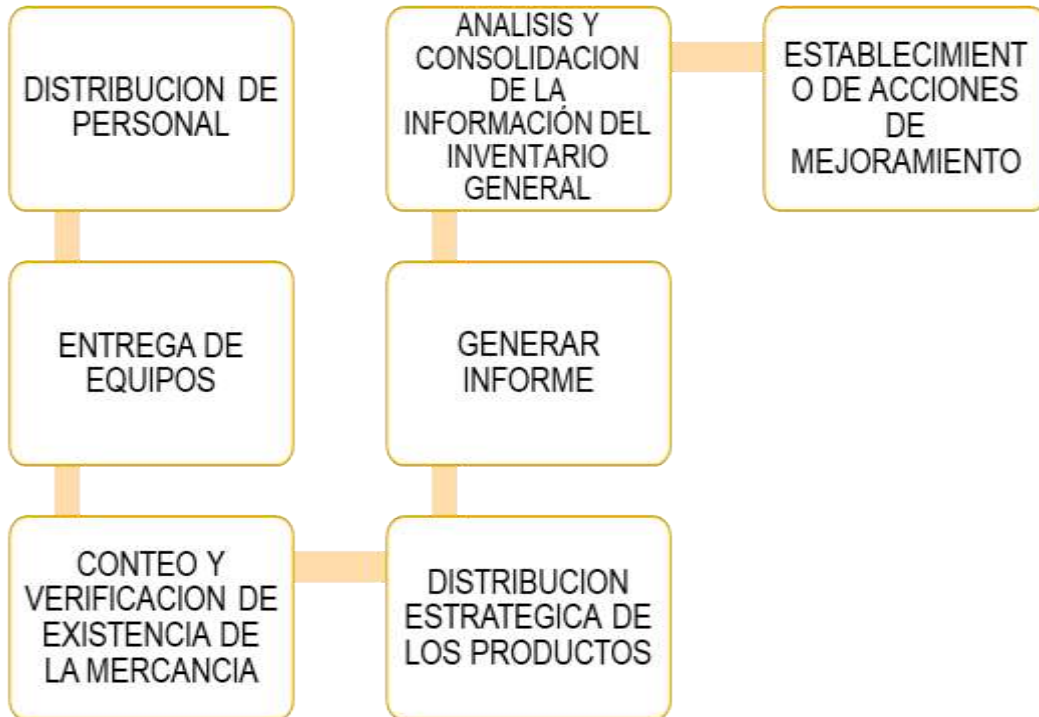 DISTRIBUCION DE
PERSONAL
ENTREGA DE
EQUIPOS
CONTEO Y
VERIFICACION DE
EXISTENCIA DE
LA MERCANCIA
DISTRIBUCION
ESTRATEGICA DE
LOS PRODUCTOS
GENERAR
INFORME
ANALISIS Y
CONSOLIDACION
DE LA
INFORMACIÓN DEL
INVENTARIO
GENERAL
ESTABLECIMIENT
O DE ACCIONES
DE
MEJORAMIENTO